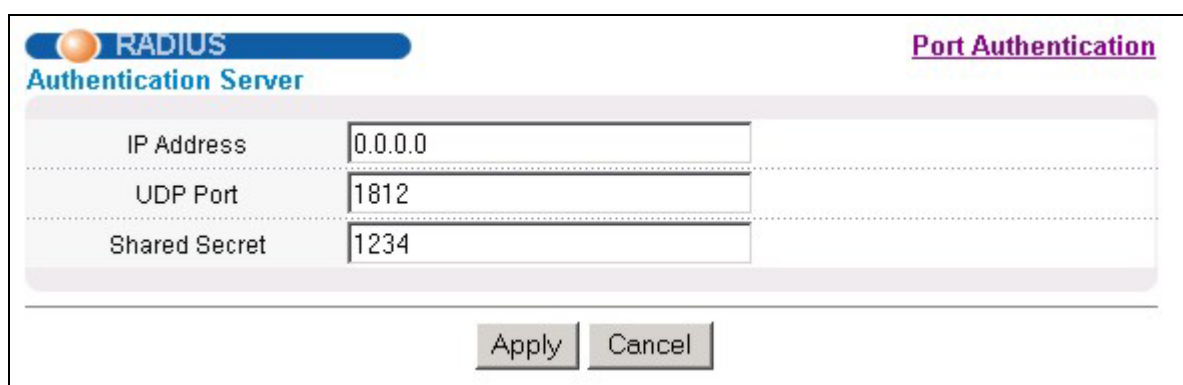 RADIUS Port Authentication
Authentication Server
IP Address 0.0.0.0
UDP Port 1812
Shared Secret 1234
Apply Cancel